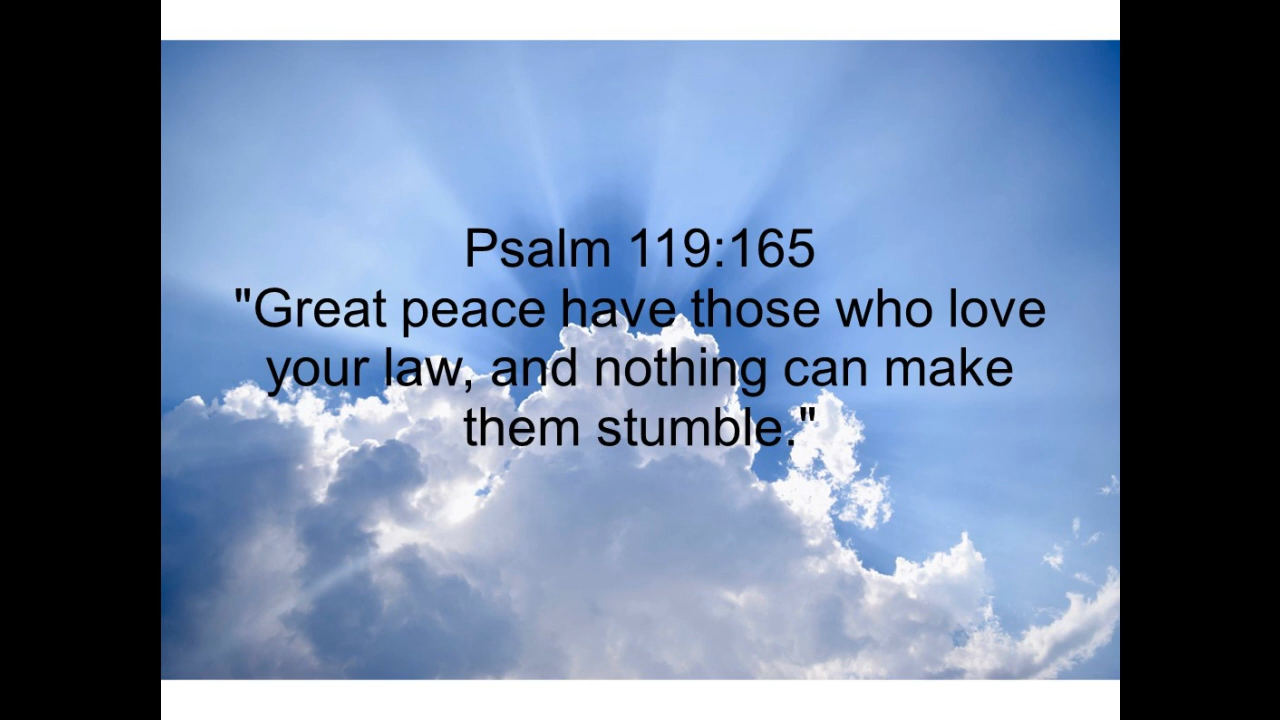 Psalm 119:165
"Great peace have those who love
your law, and nothing can make
them stumble."